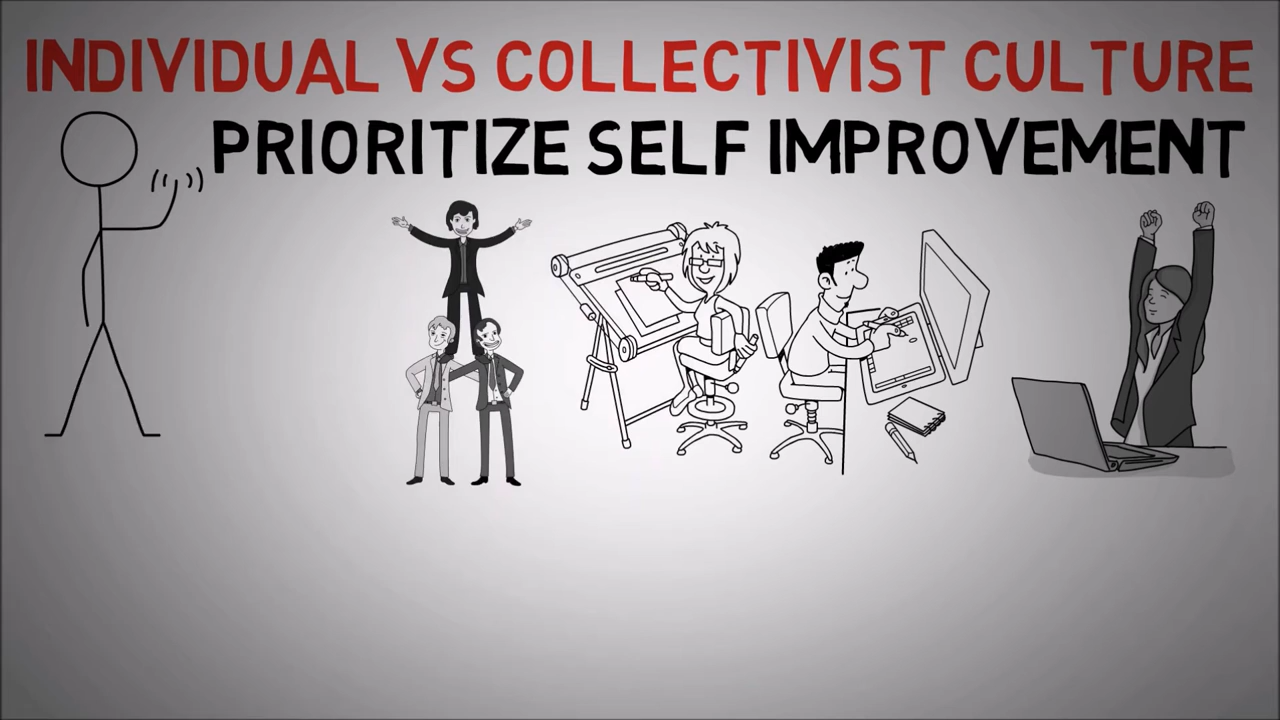 INDIVIDUAL VS COLLECTIVIST CULTURE
PRIORITIZE SELF IMPROVEMENT